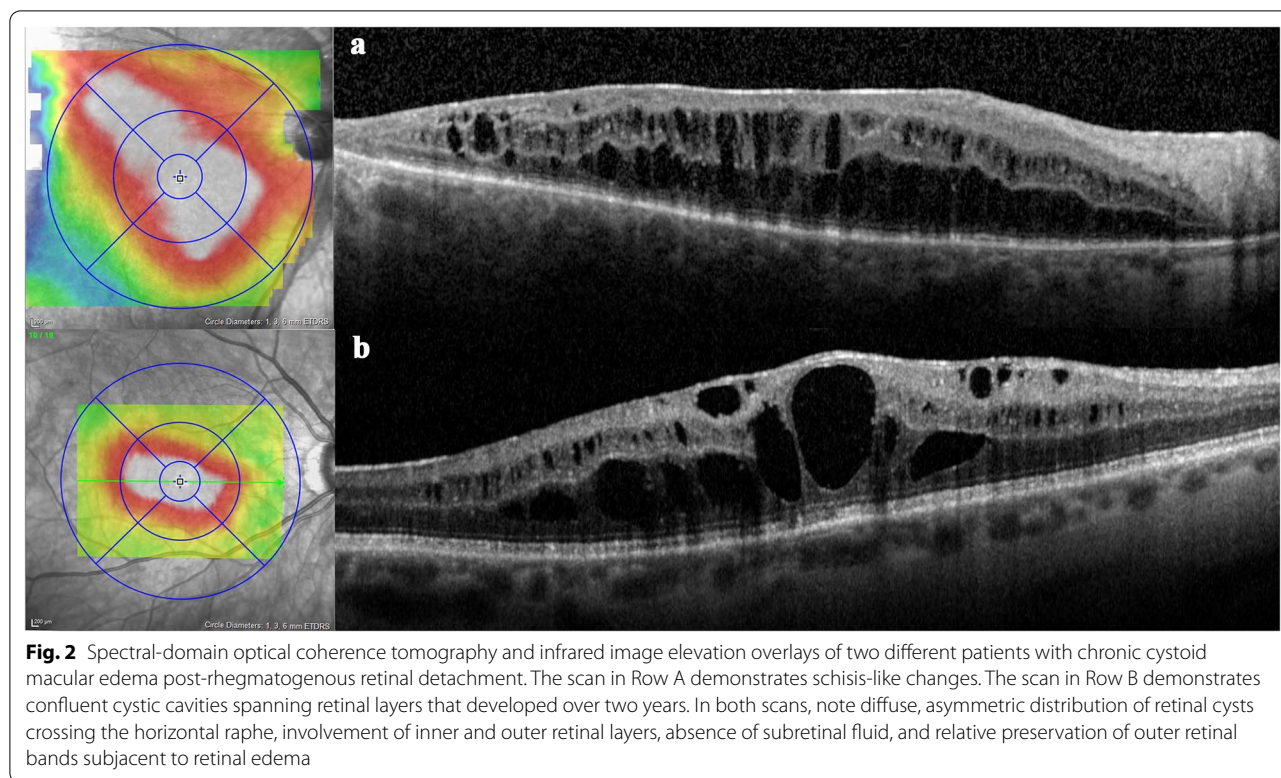 a
200 µm
Circle Diameters: 1, 3, 6 mm ETDRS
b
200 µm
Circle Diameters: 1, 3, 6 mm ETDRS
Fig. 2 Spectral-domain optical coherence tomography and infrared image elevation overlays of two different patients with chronic cystoid
macular edema post-rhegmatogenous retinal detachment. The scan in Row A demonstrates schisis-like changes. The scan in Row B demonstrates
confluent cystic cavities spanning retinal layers that developed over two years. In both scans, note diffuse, asymmetric distribution of retinal cysts
crossing the horizontal raphe, involvement of inner and outer retinal layers, absence of subretinal fluid, and relative preservation of outer retinal
bands subjacent to retinal edema